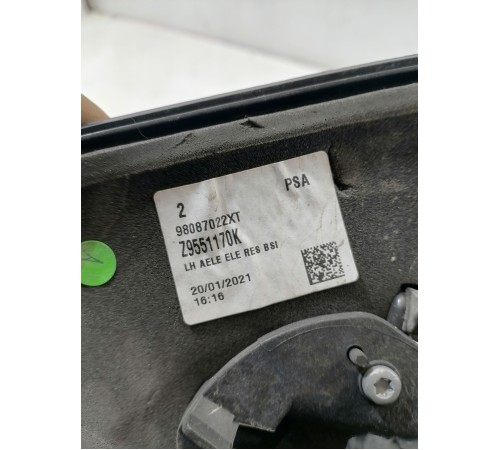 2 PSA
98087022XT
Z9551170K
LH AELE ELE RES BSI
20/01/2021
16:16